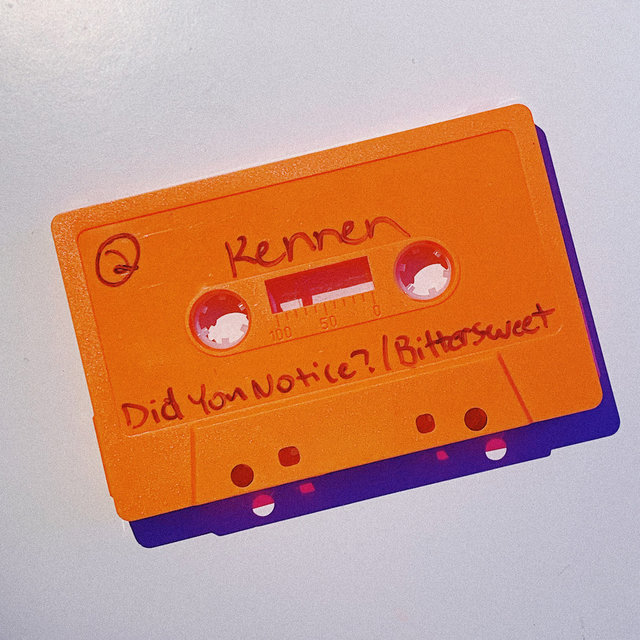 2
Kennen
100 50 0
Did You Notice?/Bittersweet